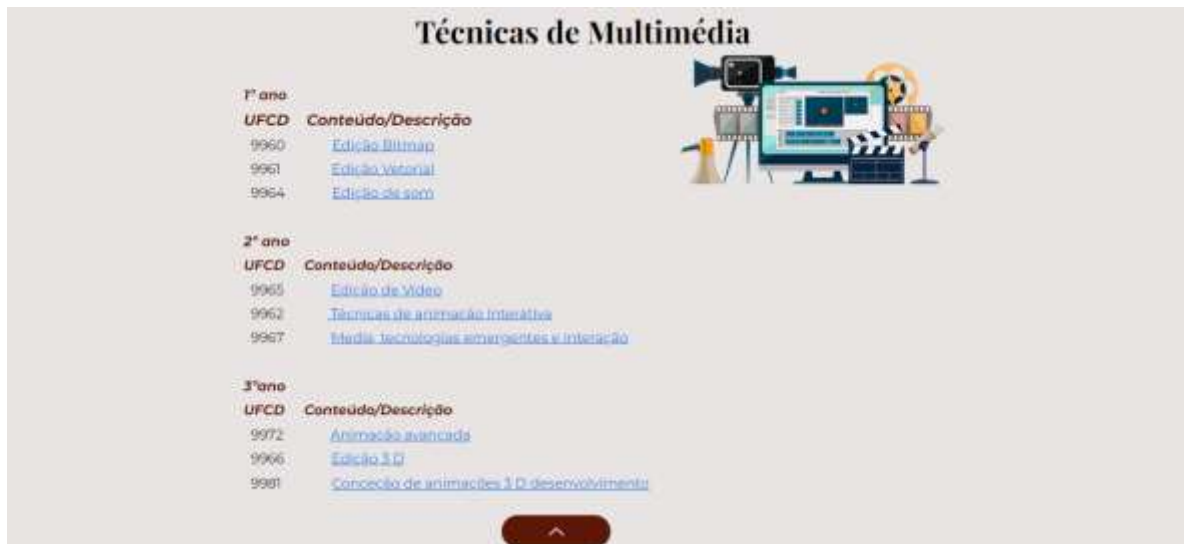 Técnicas de Multimédia
1º ano
UFCD Conteúdo/Descrição
9960 Edição Bitmap
9961 Edição Vetorial
9964 Edição de som
2º ano
UFCD Conteúdo/Descrição
9965 Edição de Vídeo
9962 Técnicas de animação Interativa
9967 Media, tecnologias emergentes e interação
3ºano
UFCD Conteúdo/Descrição
9972 Animação avançada
9966 Edição 3 D
9981 Conceção de animações 3 D desenvolvimento